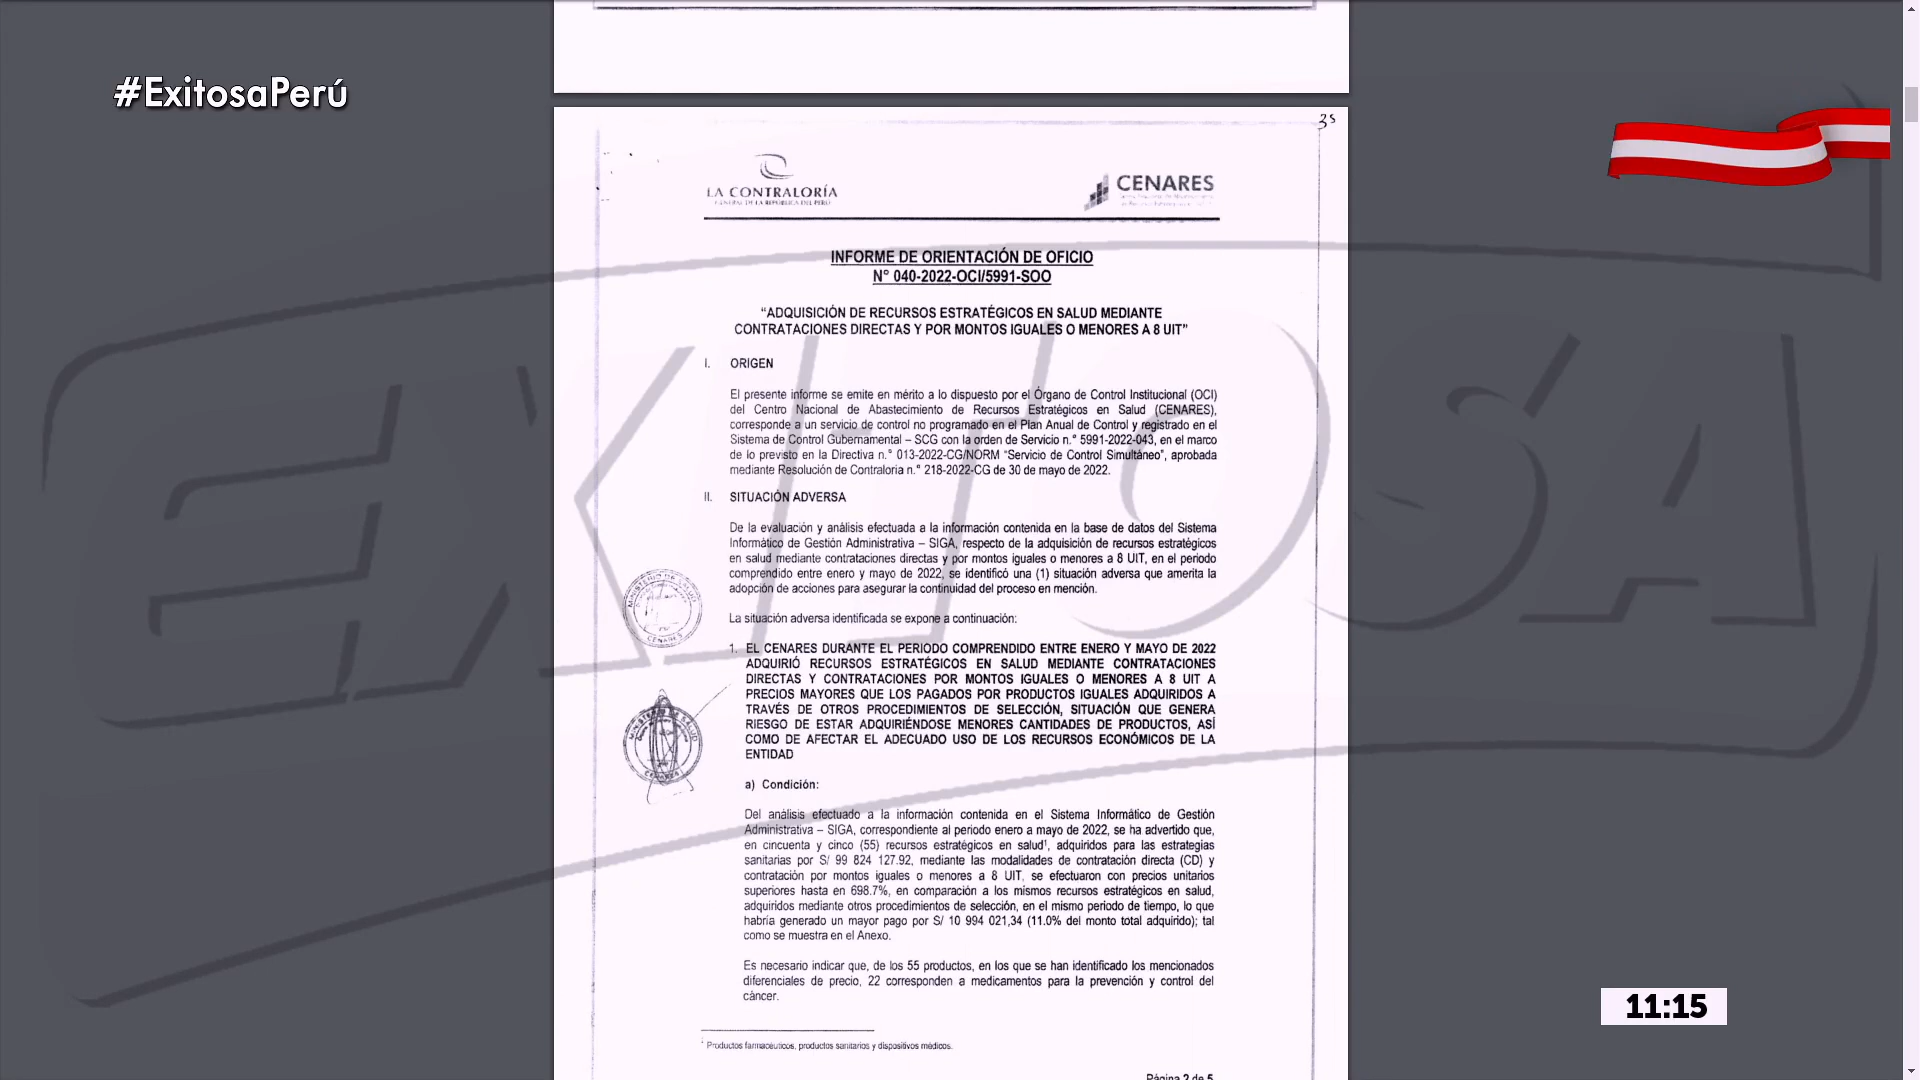 #ExitosaPerú
35
LA CONTRALORÍA
GENERAL DE LA REPÚBLICA DEL PERÚ
CENARES
INFORME DE ORIENTACIÓN DE OFICIO
N° 040-2022-OCI/5991-SOO
“ADQUISICIÓN DE RECURSOS ESTRATÉGICOS EN SALUD MEDIANTE
CONTRATACIONES DIRECTAS Y POR MONTOS IGUALES O MENORES A 8 UIT”
I. ORIGEN
El presente informe se emite en mérito a lo dispuesto por el Órgano de Control Institucional (OCI)
del Centro Nacional de Abastecimiento de Recursos Estratégicos en Salud (CENARES),
corresponde a un servicio de control no programado en el Plan Anual de Control y registrado en el
Sistema de Control Gubernamental – SCG con la orden de Servicio n.° 5991-2022-043, en el marco
de lo previsto en la Directiva n.° 013-2022-CG/NORM “Servicio de Control Simultáneo”, aprobada
mediante Resolución de Contraloría n.° 218-2022-CG de 30 de mayo de 2022.
II. SITUACIÓN ADVERSA
De la evaluación y análisis efectuada a la información contenida en la base de datos del Sistema
Informático de Gestión Administrativa – SIGA, respecto de la adquisición de recursos estratégicos
en salud mediante contrataciones directas y por montos iguales o menores a 8 UIT, en el periodo
comprendido entre enero y mayo de 2022, se identificó una (1) situación adversa que amerita la
adopción de acciones para asegurar la continuidad del proceso en mención.
La situación adversa identificada se expone a continuación:
1. EL CENARES DURANTE EL PERIODO COMPRENDIDO ENTRE ENERO Y MAYO DE 2022
ADQUIRIÓ RECURSOS ESTRATÉGICOS EN SALUD MEDIANTE CONTRATACIONES
DIRECTAS Y CONTRATACIONES POR MONTOS IGUALES O MENORES A 8 UIT A
PRECIOS MAYORES QUE LOS PAGADOS POR PRODUCTOS IGUALES ADQUIRIDOS A
TRAVÉS DE OTROS PROCEDIMIENTOS DE SELECCIÓN, SITUACIÓN QUE GENERA
RIESGO DE ESTAR ADQUIRIÉNDOSE MENORES CANTIDADES DE PRODUCTOS, ASÍ
COMO DE AFECTAR EL ADECUADO USO DE LOS RECURSOS ECONÓMICOS DE LA
ENTIDAD
MINISTERIO DE SALUD
CENARES
MINISTERIO DE SALUD
CENARES
a) Condición:
Del análisis efectuado a la información contenida en el Sistema Informático de Gestión
Administrativa – SIGA, correspondiente al periodo enero a mayo de 2022, se ha advertido que,
en cincuenta y cinco (55) recursos estratégicos en salud¹, adquiridos para las estrategias
sanitarias por S/ 99 824 127.92, mediante las modalidades de contratación directa (CD) y
contratación por montos iguales o menores a 8 UIT, se efectuaron con precios unitarios
superiores hasta en 698.7%, en comparación a los mismos recursos estratégicos en salud,
adquiridos mediante otros procedimientos de selección, en el mismo periodo de tiempo, lo que
habría generado un mayor pago por S/ 10 994 021,34 (11.0% del monto total adquirido); tal
como se muestra en el Anexo.
Es necesario indicar que, de los 55 productos, en los que se han identificado los mencionados
diferenciales de precio, 22 corresponden a medicamentos para la prevención y control del
cáncer.
¹ Productos farmacéuticos, productos sanitarios y dispositivos médicos.
Página 2 de 5
EXITOSA
11:15